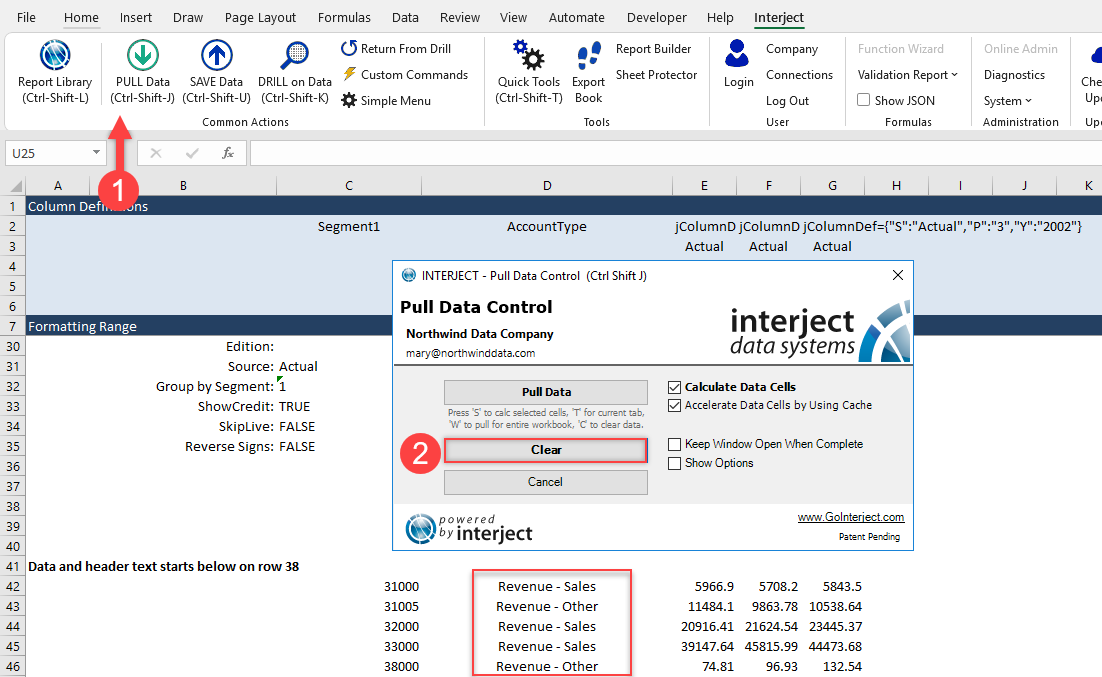 File Home Insert Draw Page Layout Formulas Data Review View Automate Developer Help Interject
Report Library (Ctrl-Shift-L)
PULL Data (Ctrl-Shift-J)
SAVE Data (Ctrl-Shift-U)
DRILL on Data (Ctrl-Shift-K)
Return From Drill
Custom Commands
Simple Menu
Common Actions
Quick Tools (Ctrl-Shift-T)
Export Book
Report Builder
Sheet Protector
Tools
Login
Company
Connections
Log Out
User
Function Wizard
Validation Report
Show JSON
Formulas
Online Admin
Diagnostics
System
Administration
Che
Up
Upd
1
U25 fx
A B C D E F G H I J K
1 Column Definitions
2 Segment1 AccountType jColumnD jColumnD jColumnDef={"S":"Actual","P":"3","Y":"2002"}
3 Actual Actual Actual
4
5
6
7 Formatting Range
30 Edition:
31 Source: Actual
32 Group by Segment: 1
33 ShowCredit: TRUE
34 SkipLive: FALSE
35 Reverse Signs: FALSE
36
37
38
39
40
INTERJECT - Pull Data Control (Ctrl Shift J)
Pull Data Control
Northwind Data Company
mary@northwinddata.com
interject
data systems
Pull Data
Press 'S' to calc selected cells, 'T' for current tab,
'W' to pull for entire workbook, 'C' to clear data.
2
Clear
Cancel
Calculate Data Cells
Accelerate Data Cells by Using Cache
Keep Window Open When Complete
Show Options
powered
by interject
www.GoInterject.com
Patent Pending
41 Data and header text starts below on row 38
42 31000 Revenue - Sales 5966.9 5708.2 5843.5
43 31005 Revenue - Other 11484.1 9863.78 10538.64
44 32000 Revenue - Sales 20916.41 21624.54 23445.37
45 33000 Revenue - Sales 39147.64 45815.99 44473.68
46 38000 Revenue - Other 74.81 96.93 132.54